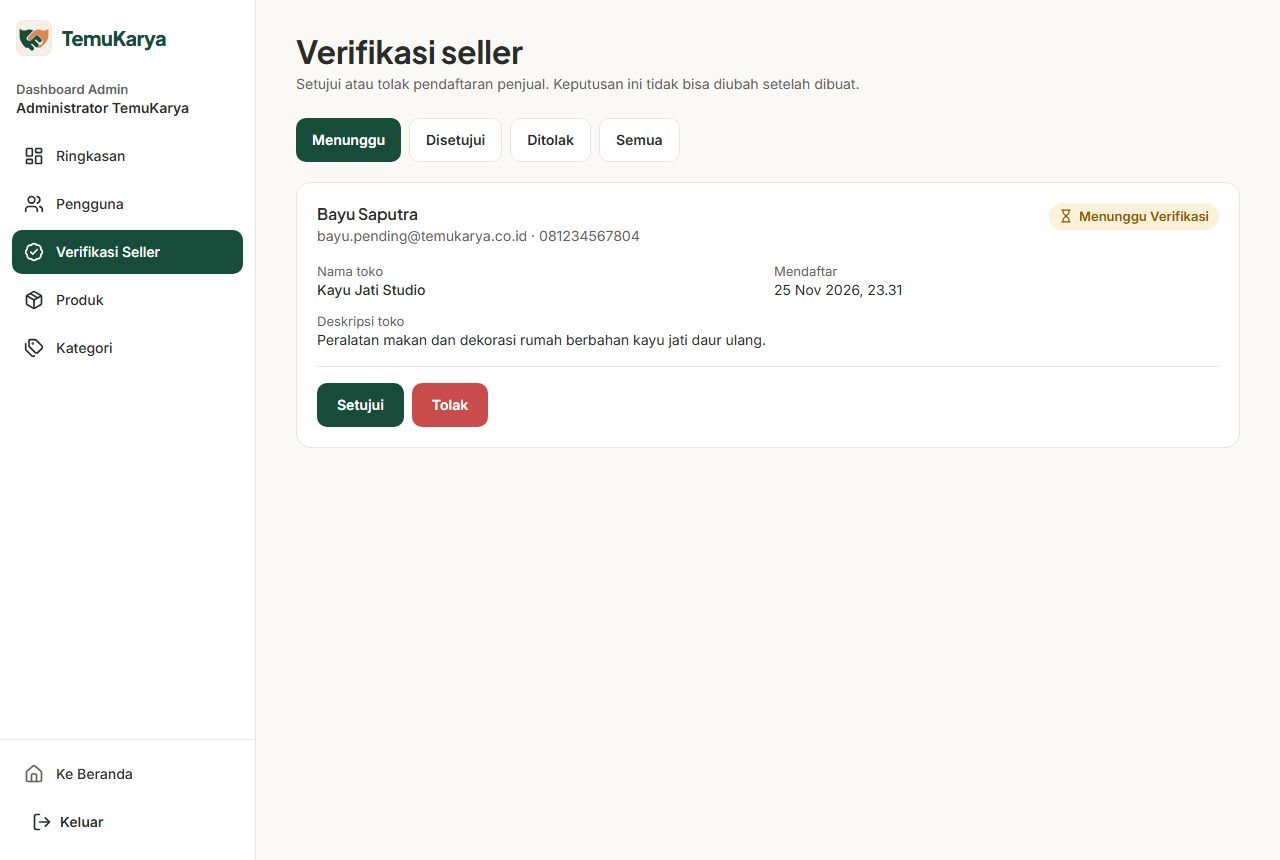 TemuKarya
Dashboard Admin
Administrator TemuKarya
Ringkasan
Pengguna
Verifikasi Seller
Produk
Kategori
Ke Beranda
Keluar
Verifikasi seller
Setujui atau tolak pendaftaran penjual. Keputusan ini tidak bisa diubah setelah dibuat.
Menunggu
Disetujui
Ditolak
Semua
Bayu Saputra
Menunggu Verifikasi
bayu.pending@temukarya.co.id · 081234567804
Nama toko
Kayu Jati Studio
Mendaftar
25 Nov 2026, 23.31
Deskripsi toko
Peralatan makan dan dekorasi rumah berbahan kayu jati daur ulang.
Setujui
Tolak